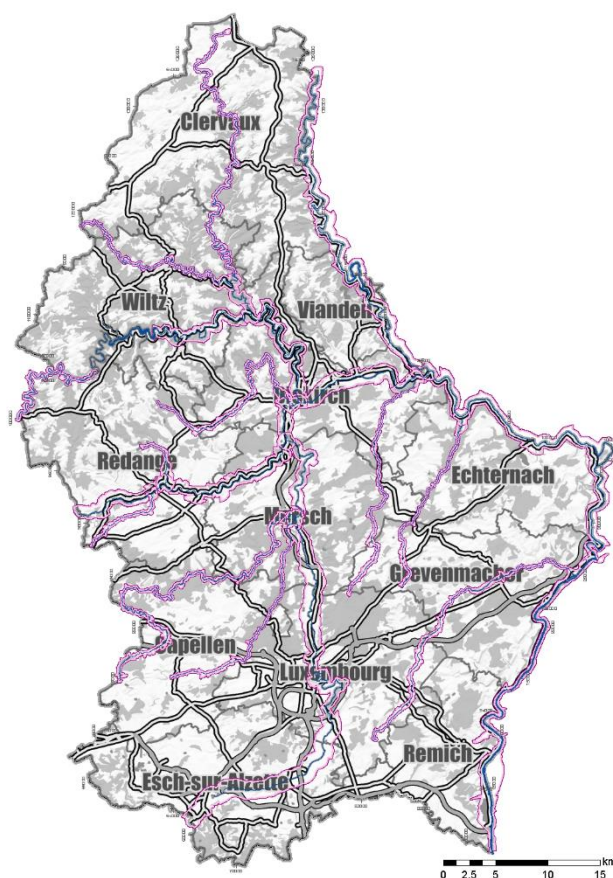 Clervaux
Wiltz
Vianden
Diekirch
Redange
Echternach
Mersch
Grevenmacher
Capellen
Luxembourg
Remich
Esch-sur-Alzette
km
0 2.5 5 10 15